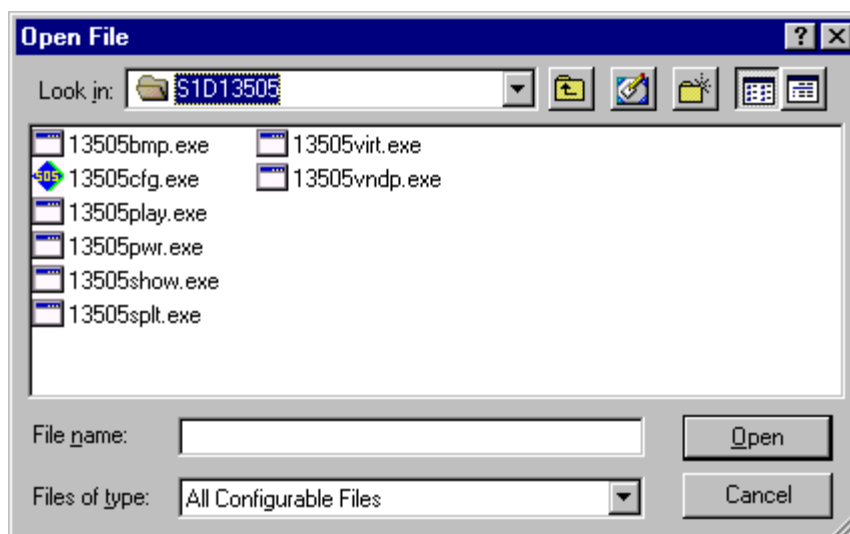 Open File
Look in: S1D13505
13505bmp.exe
13505cfg.exe
13505play.exe
13505pwr.exe
13505show.exe
13505splt.exe
13505virt.exe
13505vndp.exe
File name:
Open
Files of type: All Configurable Files
Cancel